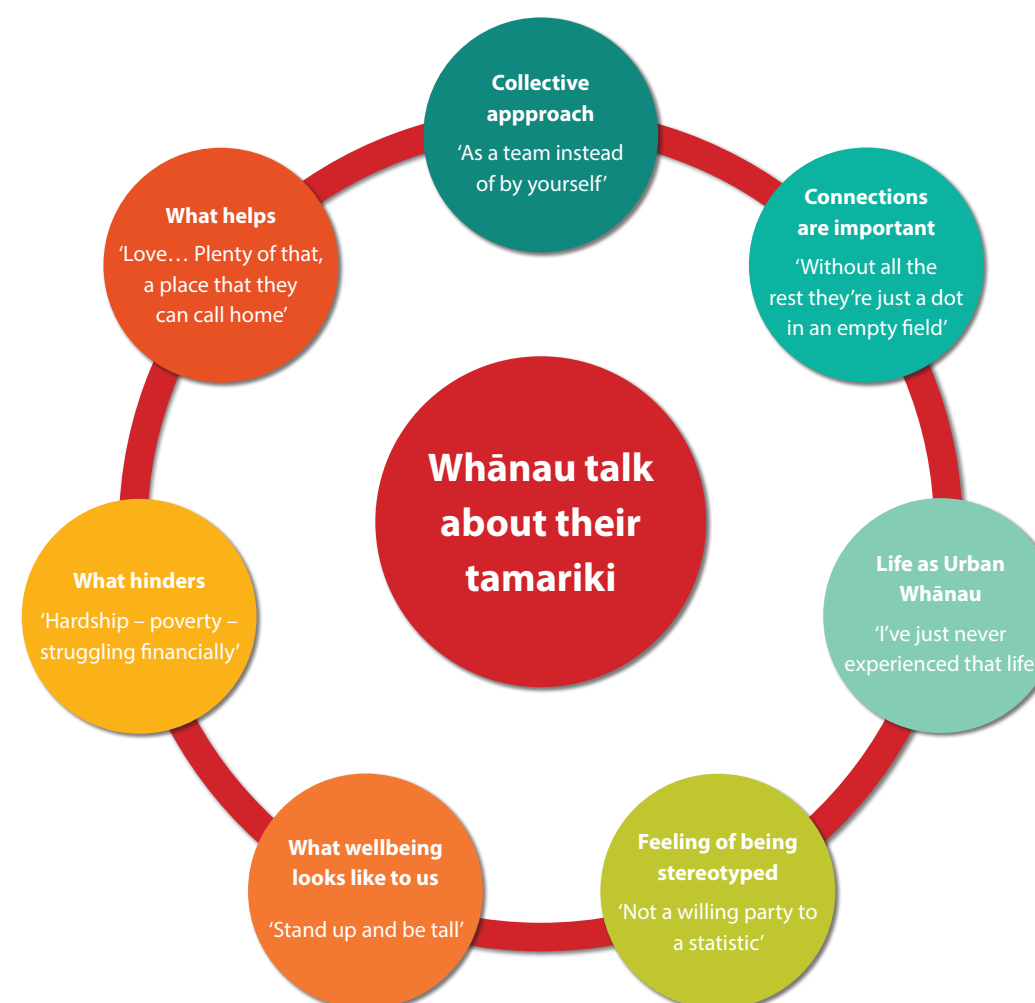 Collective
appproach
‘As a team instead
of by yourself’
Connections
are important
‘Without all the
rest they’re just a dot
in an empty field’
Life as Urban
Whānau
‘I’ve just never
experienced that life
Feeling of being
stereotyped
‘Not a willing party to
a statistic’
What wellbeing
looks like to us
‘Stand up and be tall’
What hinders
‘Hardship – poverty –
struggling financially’
What helps
‘Love… Plenty of that,
a place that they
can call home’
Whānau talk
about their
tamariki